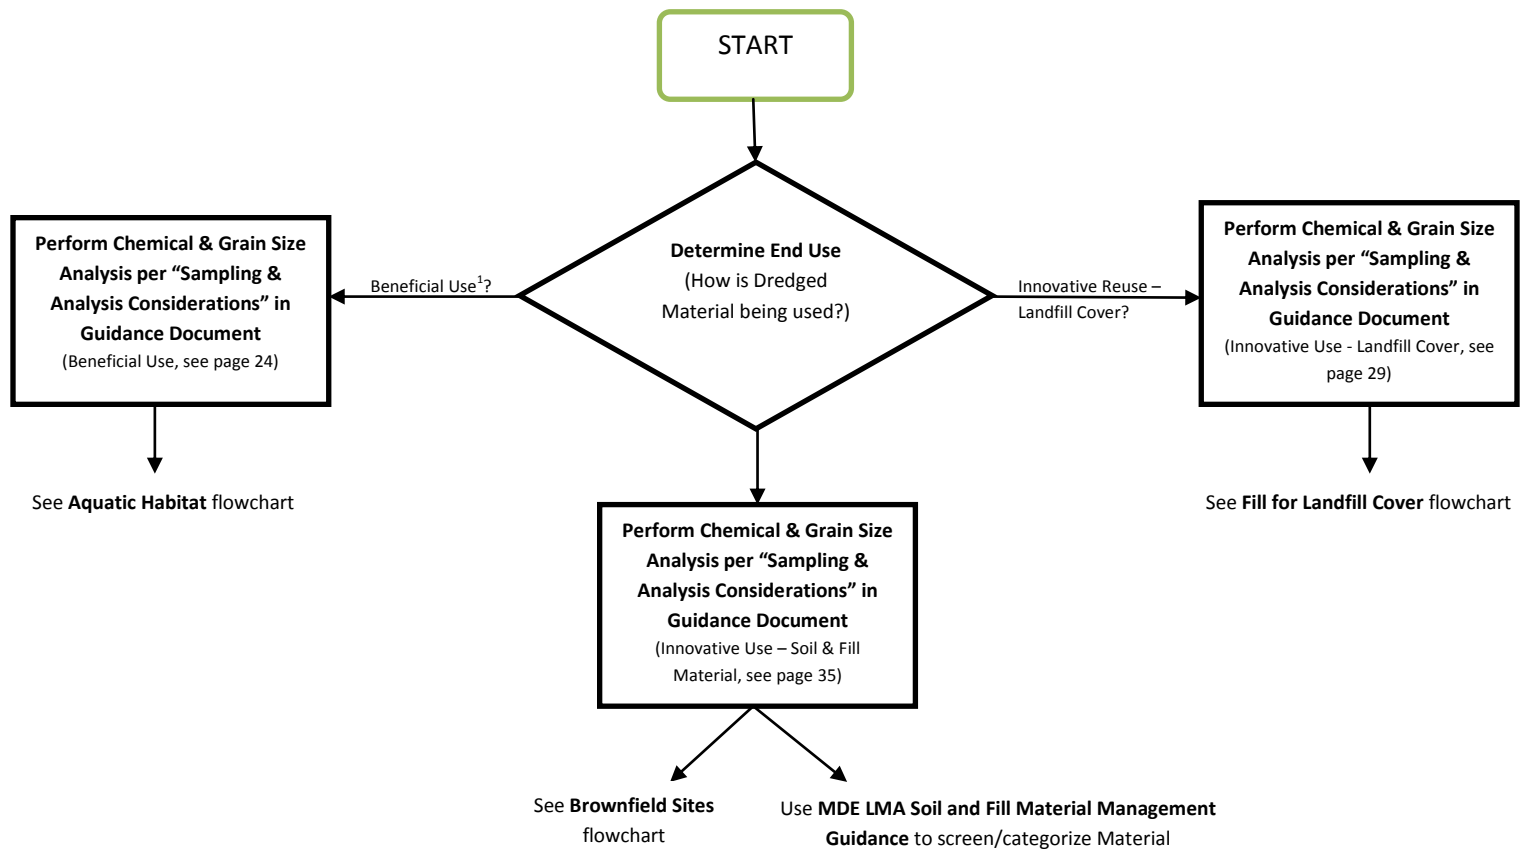 START
Perform Chemical & Grain Size
Analysis per “Sampling &
Analysis Considerations” in
Guidance Document
(Beneficial Use, see page 24)
Beneficial Use1?
Determine End Use
(How is Dredged
Material being used?)
Innovative Reuse –
Landfill Cover?
Perform Chemical & Grain Size
Analysis per “Sampling &
Analysis Considerations” in
Guidance Document
(Innovative Use - Landfill Cover, see
page 29)
See Aquatic Habitat flowchart
See Fill for Landfill Cover flowchart
Perform Chemical & Grain Size
Analysis per “Sampling &
Analysis Considerations” in
Guidance Document
(Innovative Use – Soil & Fill
Material, see page 35)
See Brownfield Sites
flowchart
Use MDE LMA Soil and Fill Material Management
Guidance to screen/categorize Material